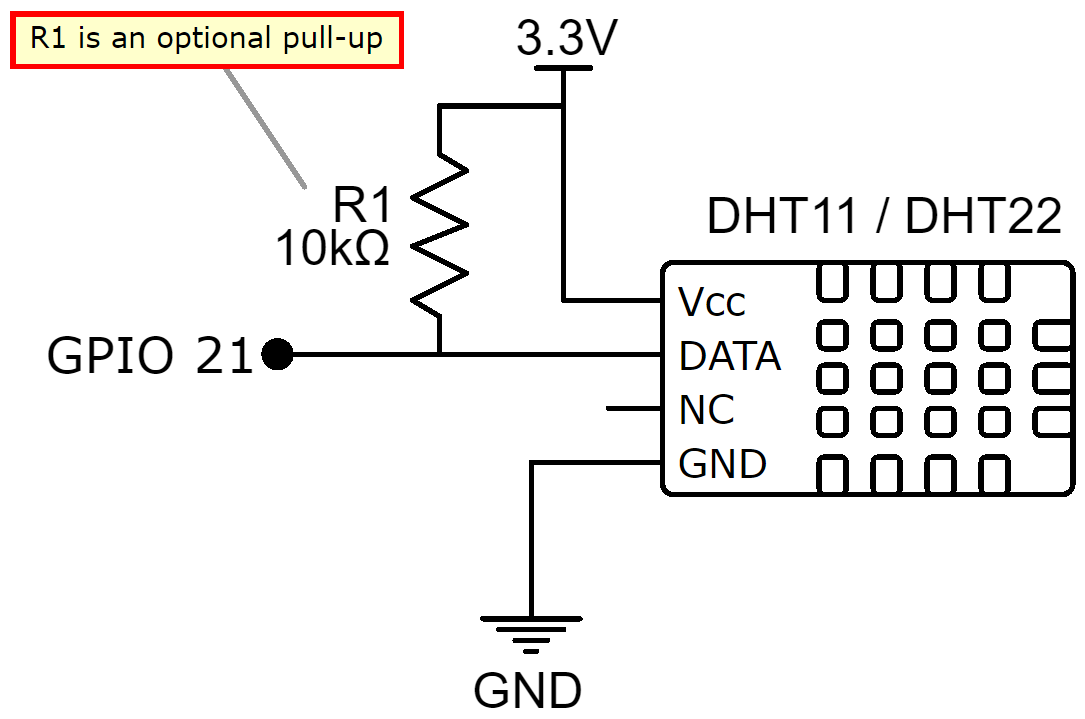 R1 is an optional pull-up
3.3V
R1
10kΩ
DHT11 / DHT22
Vcc
GPIO 21
DATA
NC
GND
GND